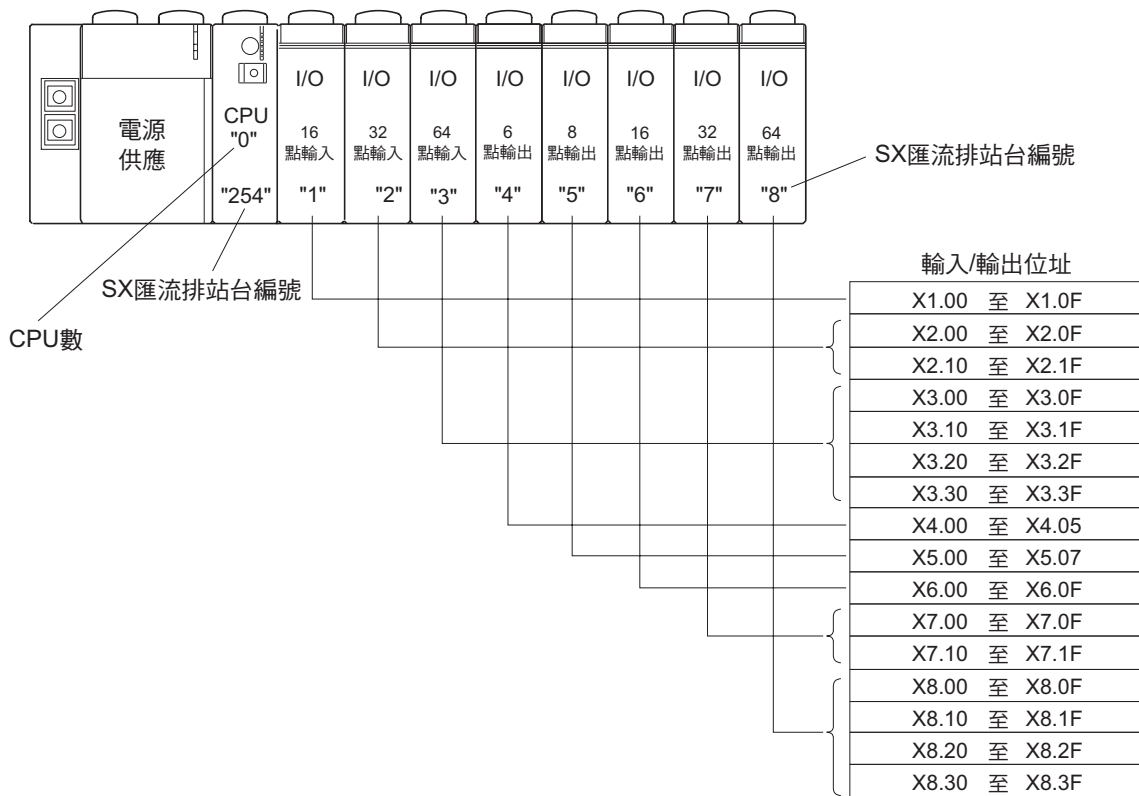 電源
供應
CPU
"0"
"254"
I/O
16
點輸入
"1"
I/O
32
點輸入
"2"
I/O
64
點輸入
"3"
I/O
6
點輸出
"4"
I/O
8
點輸出
"5"
I/O
16
點輸出
"6"
I/O
32
點輸出
"7"
I/O
64
點輸出
"8"
SX匯流排站台編號
SX匯流排站台編號
CPU數
輸入/輸出位址
X1.00 至 X1.0F
X2.00 至 X2.0F
X2.10 至 X2.1F
X3.00 至 X3.0F
X3.10 至 X3.1F
X3.20 至 X3.2F
X3.30 至 X3.3F
X4.00 至 X4.05
X5.00 至 X5.07
X6.00 至 X6.0F
X7.00 至 X7.0F
X7.10 至 X7.1F
X8.00 至 X8.0F
X8.10 至 X8.1F
X8.20 至 X8.2F
X8.30 至 X8.3F